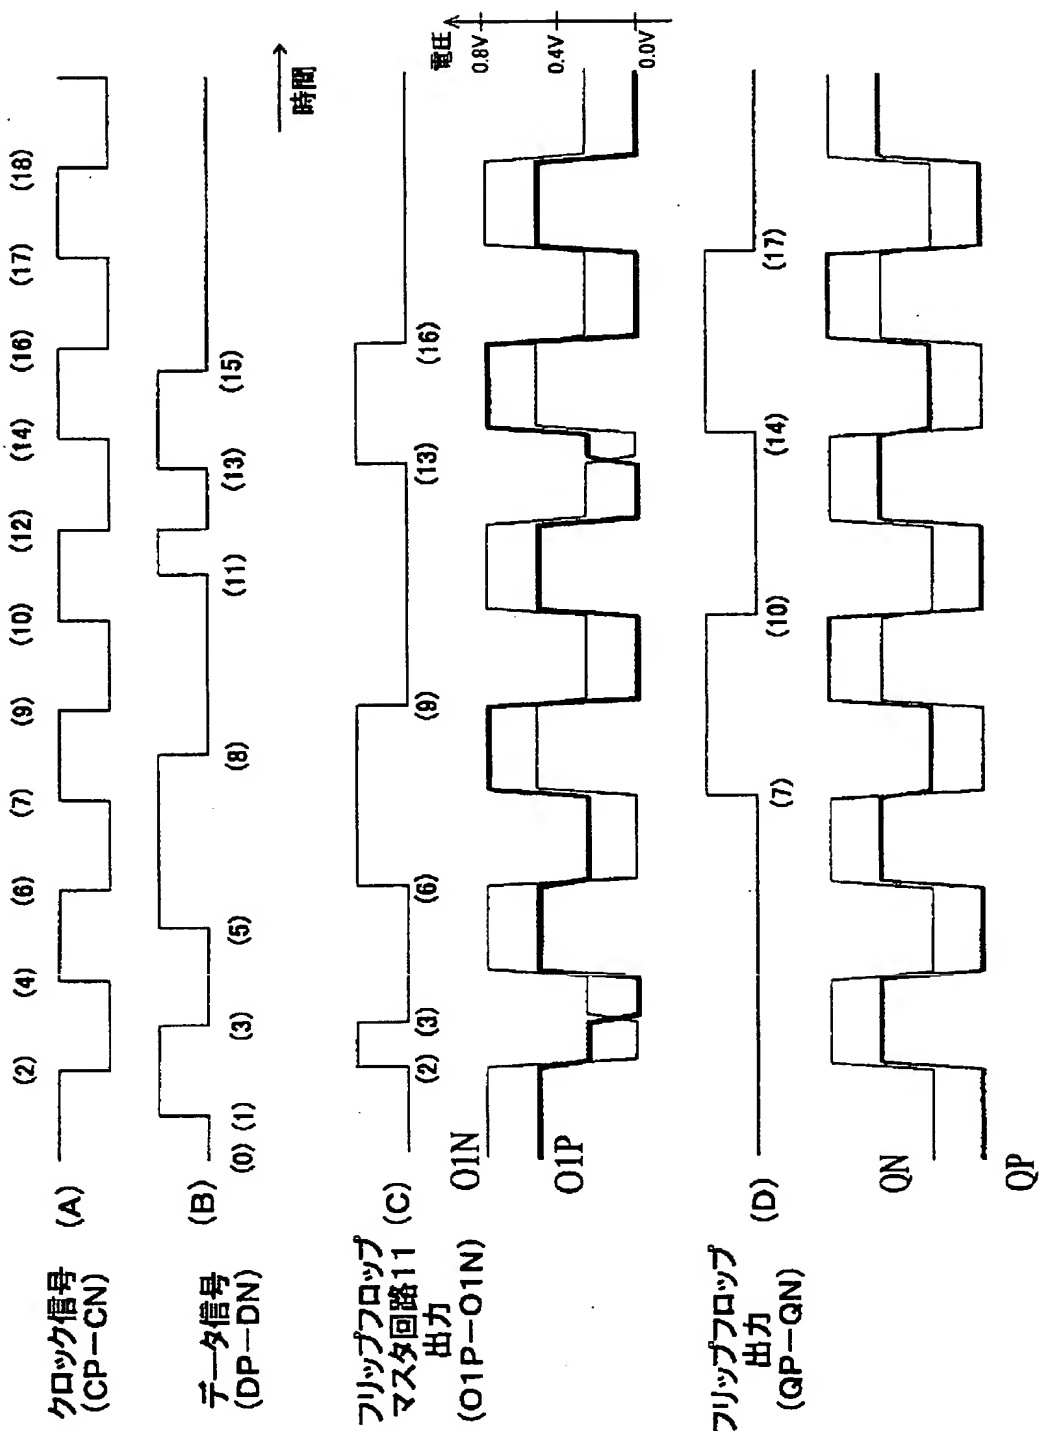 クロック信号
(CP－CN)
(A)
(2)
(4)
(6)
(7)
(9)
(10)
(12)
(14)
(16)
(17)
(18)
データ信号
(DP－DN)
(B)
(0)
(1)
(3)
(5)
(8)
(11)
(13)
(15)
時間
フリップフロップ
マスタ回路11
出力
(O1P－O1N)
(C)
(2)
(3)
(6)
(9)
(13)
(16)
O1N
O1P
電圧
0.8V
0.4V
0.0V
フリップフロップ
出力
(QP－QN)
(D)
(7)
(10)
(14)
(17)
QN
QP